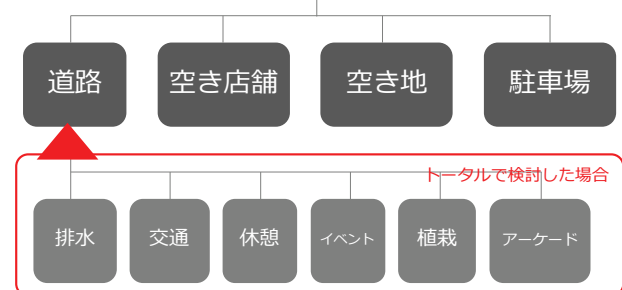 道路
空き店舗
空き地
駐車場
トータルで検討した場合
排水
交通
休憩
イベント
植栽
アーケード